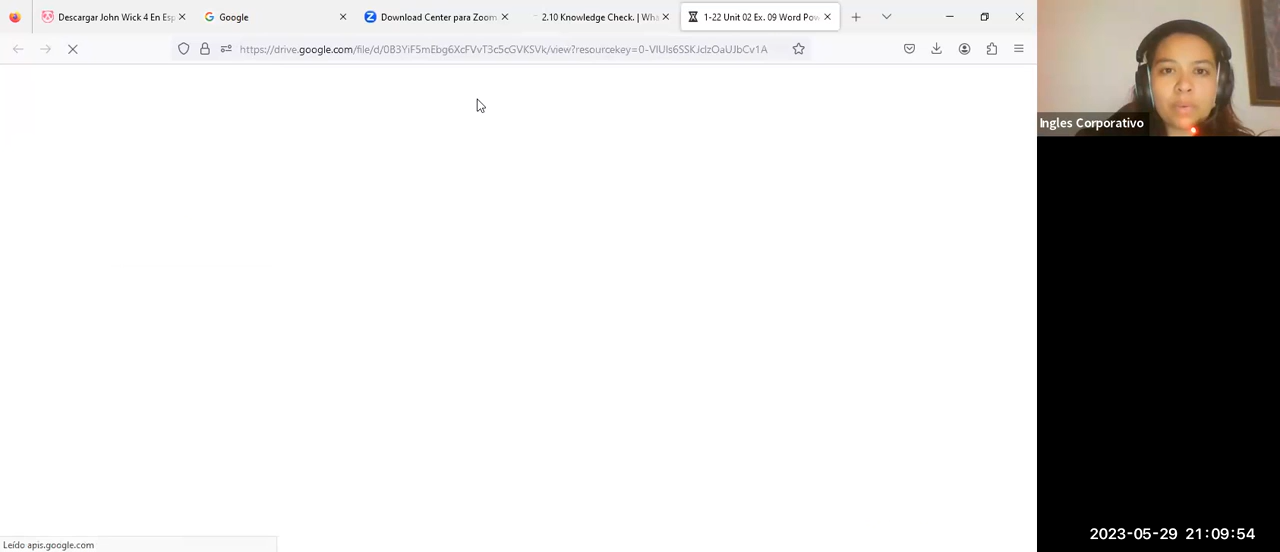 Descargar John Wick 4 En Esp
Google
Download Center para Zoom
2.10 Knowledge Check. | Wha
1-22 Unit 02 Ex. 09 Word Pow
https://drive.google.com/file/d/0B3YiF5mEbg6XcFVvT3c5cGVKSVk/view?resourcekey=0-VlUls6SSKJdzOaUJbCv1A
Ingles Corporativo
2023-05-29 21:09:54
Leído apis.google.com